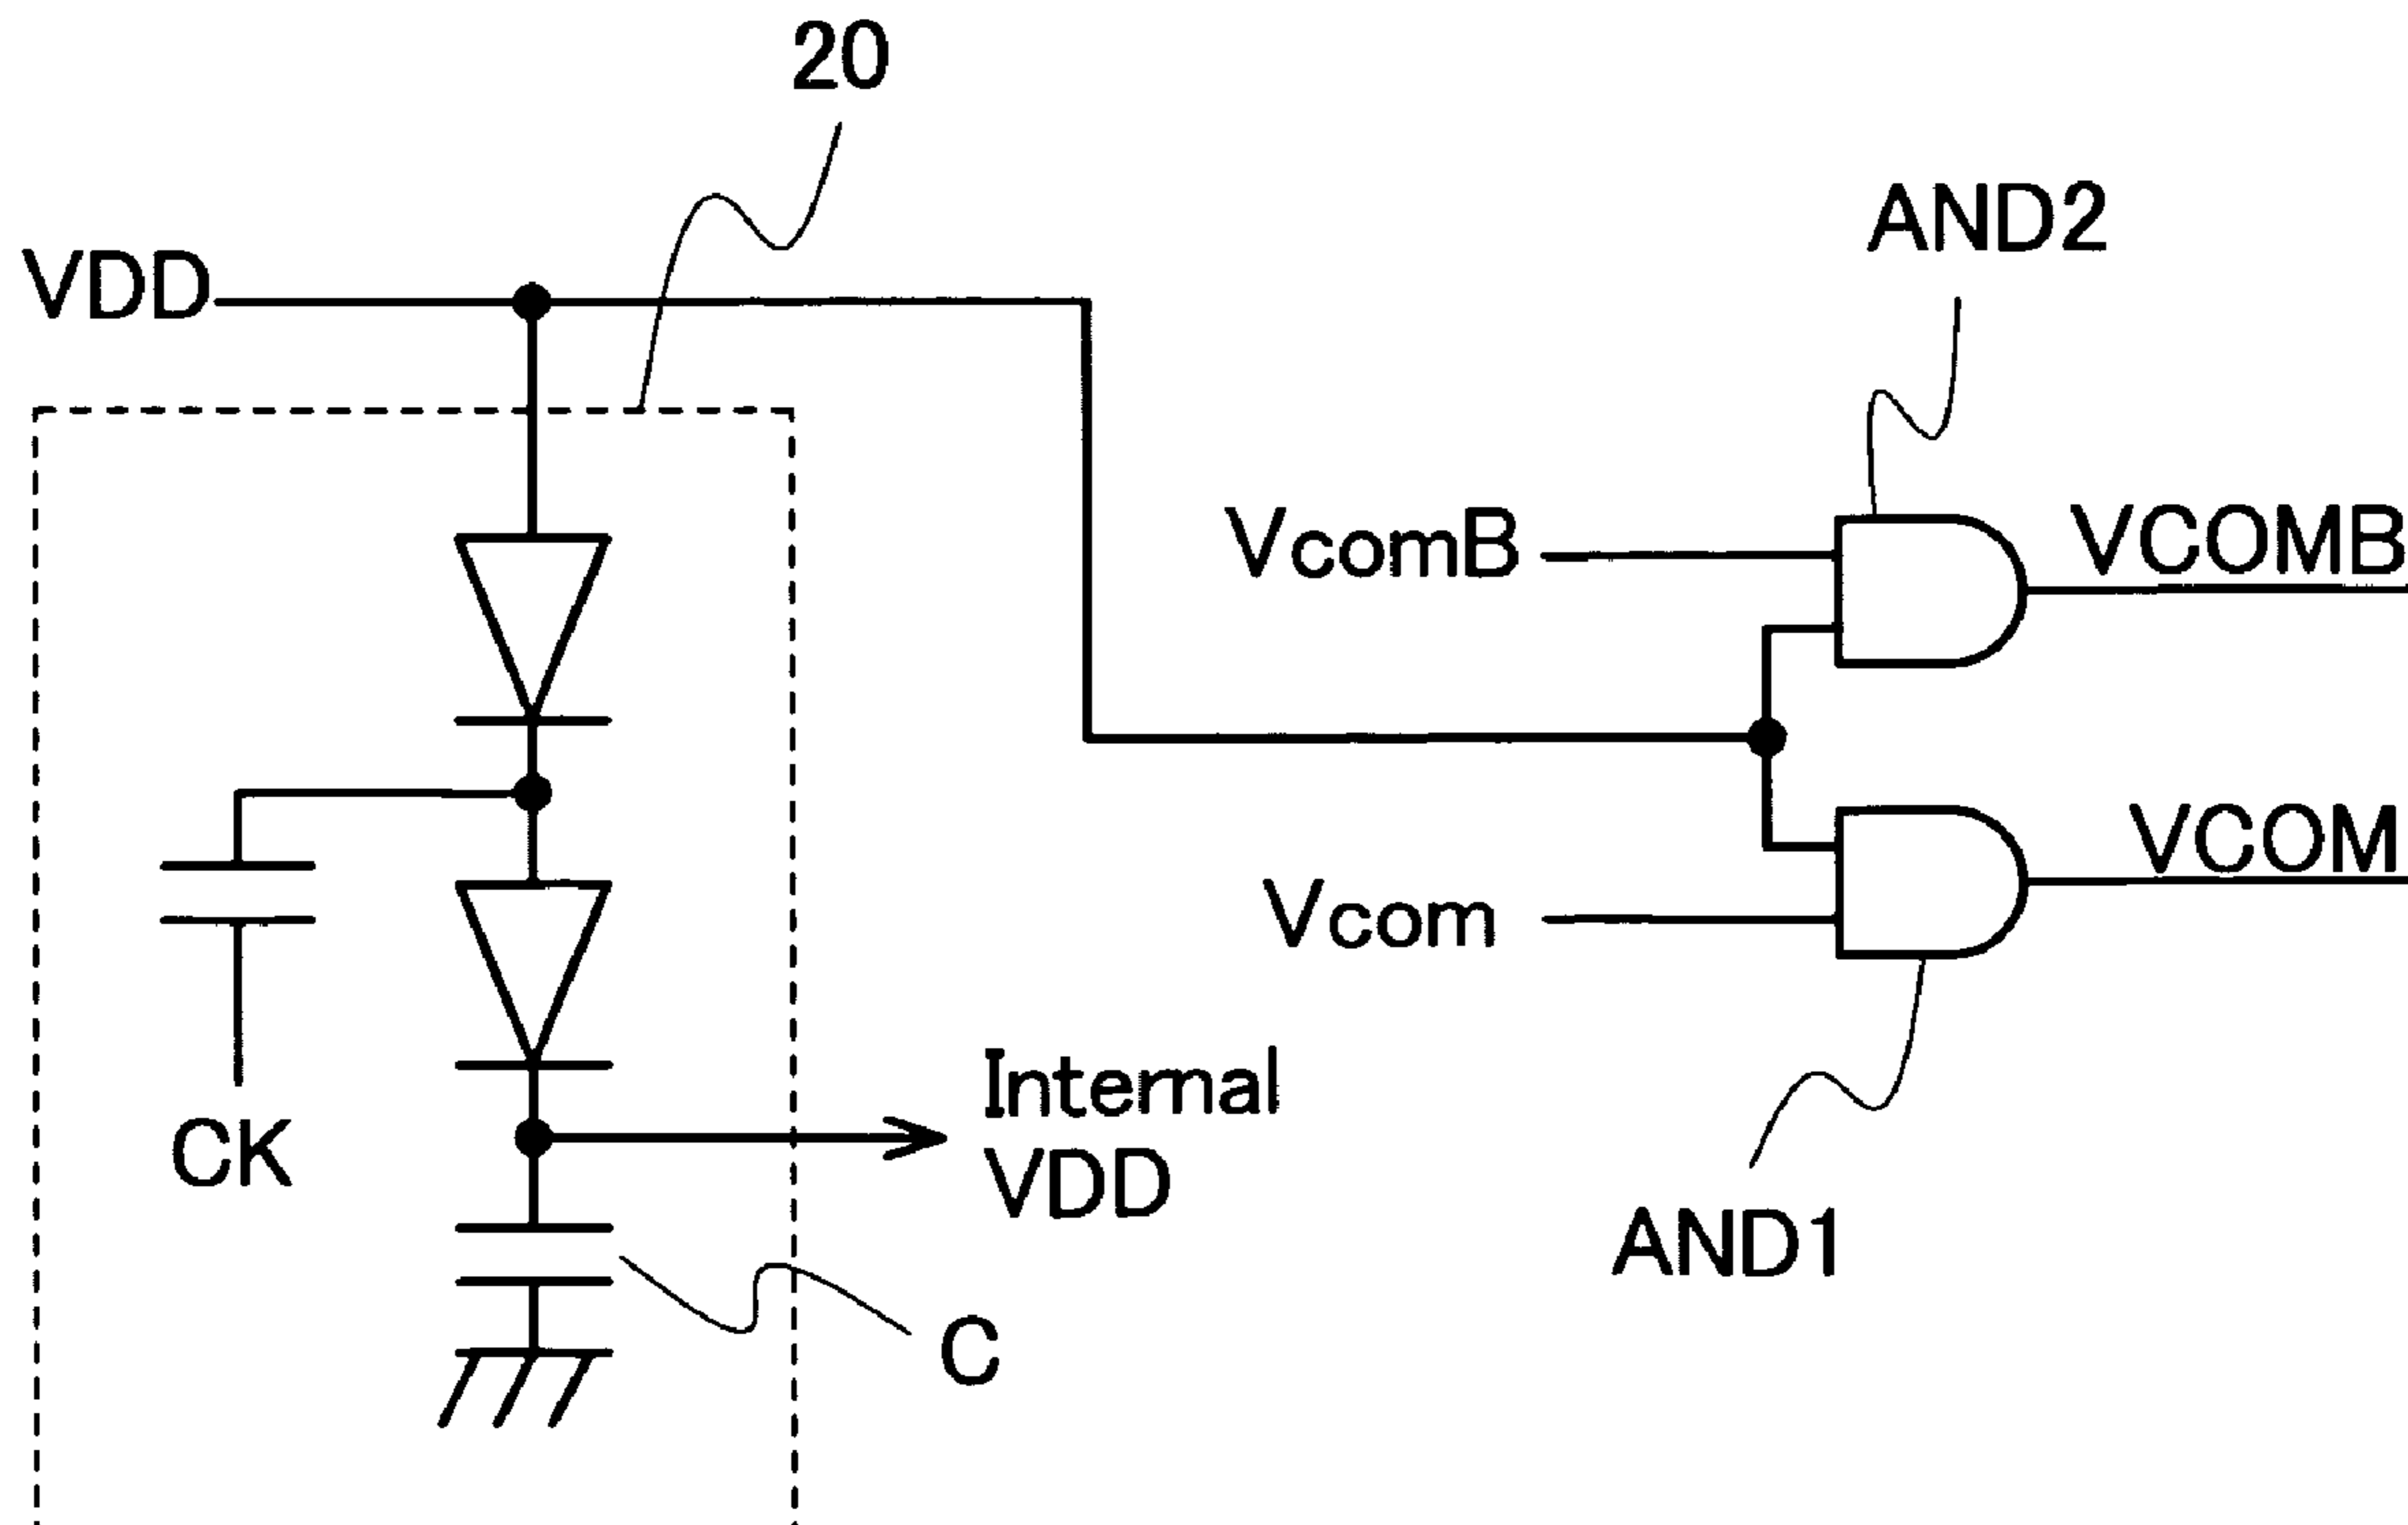 20
AND2
VDD
VcomB
VCOMB
Vcom
VCOM
CK
Internal
VDD
AND1
C